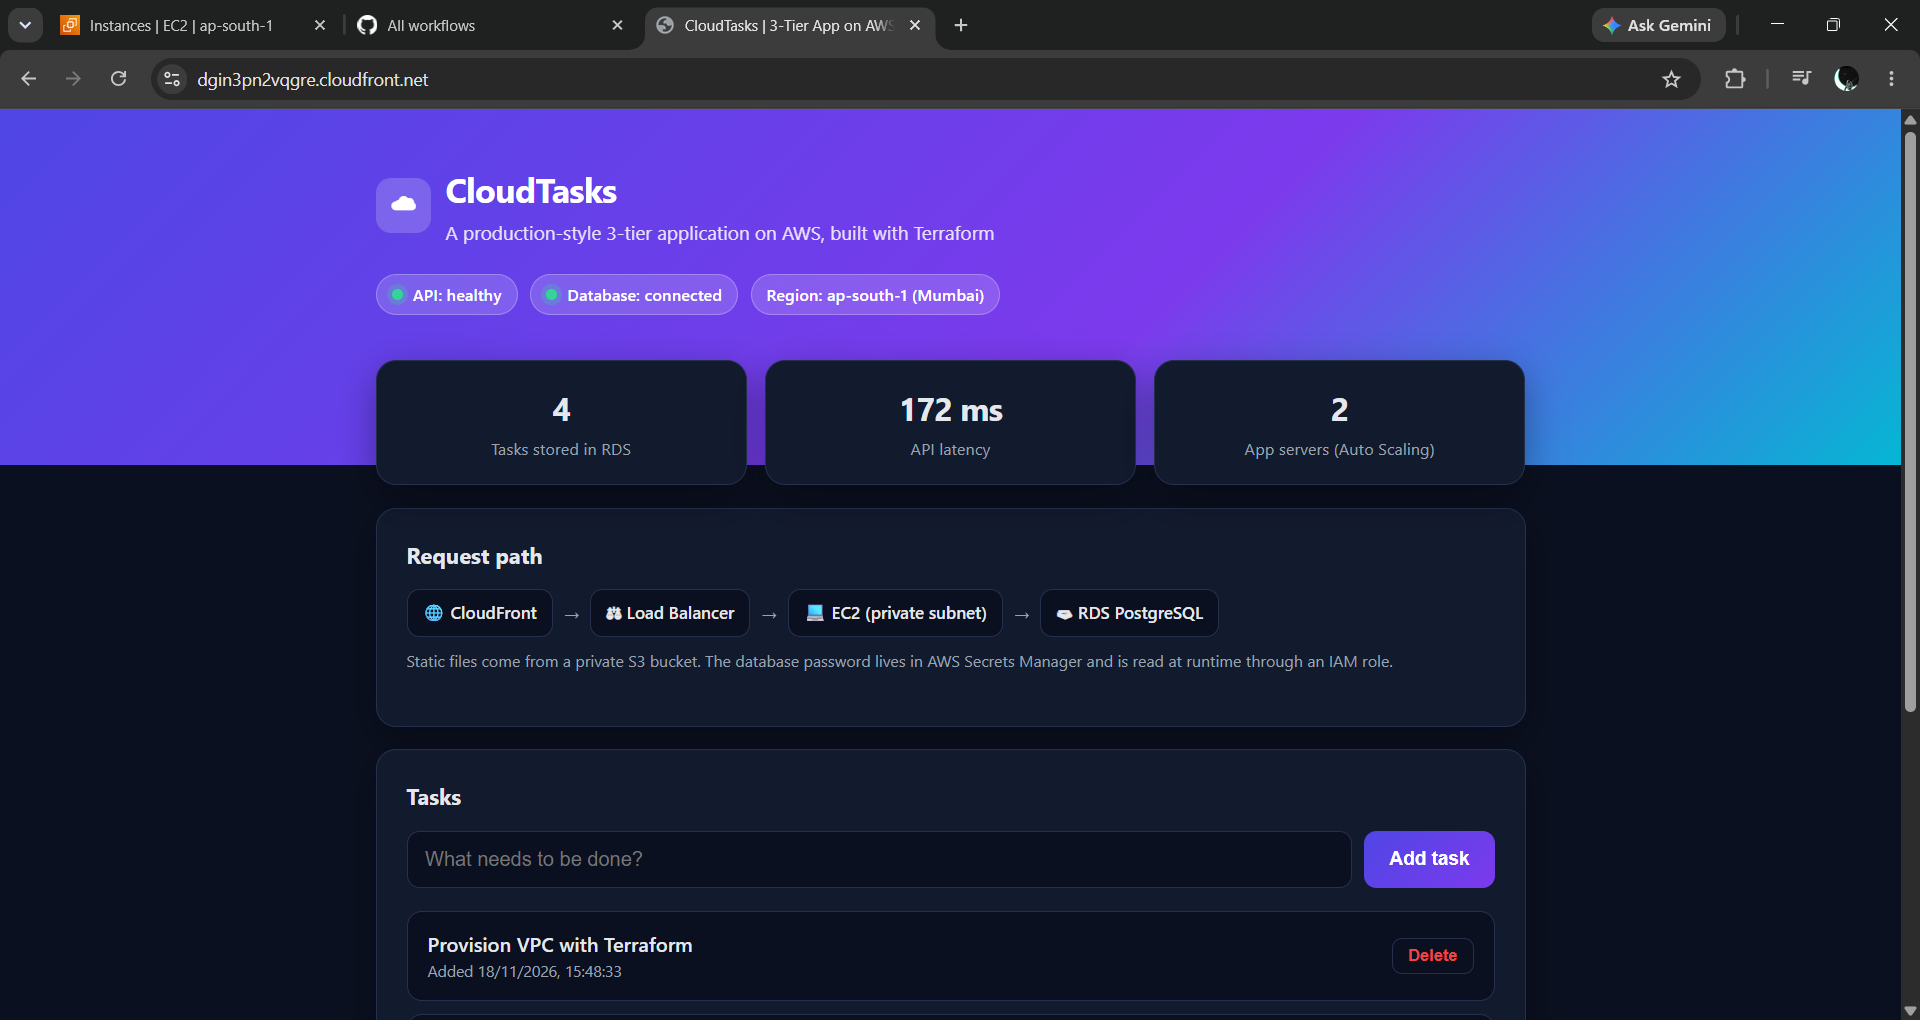 Instances | EC2 | ap-south-1
All workflows
CloudTasks | 3-Tier App on AWS
Ask Gemini
dgin3pn2vqgre.cloudfront.net
CloudTasks
A production-style 3-tier application on AWS, built with Terraform
API: healthy
Database: connected
Region: ap-south-1 (Mumbai)
4
Tasks stored in RDS
172 ms
API latency
2
App servers (Auto Scaling)
Request path
CloudFront → Load Balancer → EC2 (private subnet) → RDS PostgreSQL
Static files come from a private S3 bucket. The database password lives in AWS Secrets Manager and is read at runtime through an IAM role.
Tasks
What needs to be done?
Add task
Provision VPC with Terraform
Added 18/11/2026, 15:48:33
Delete